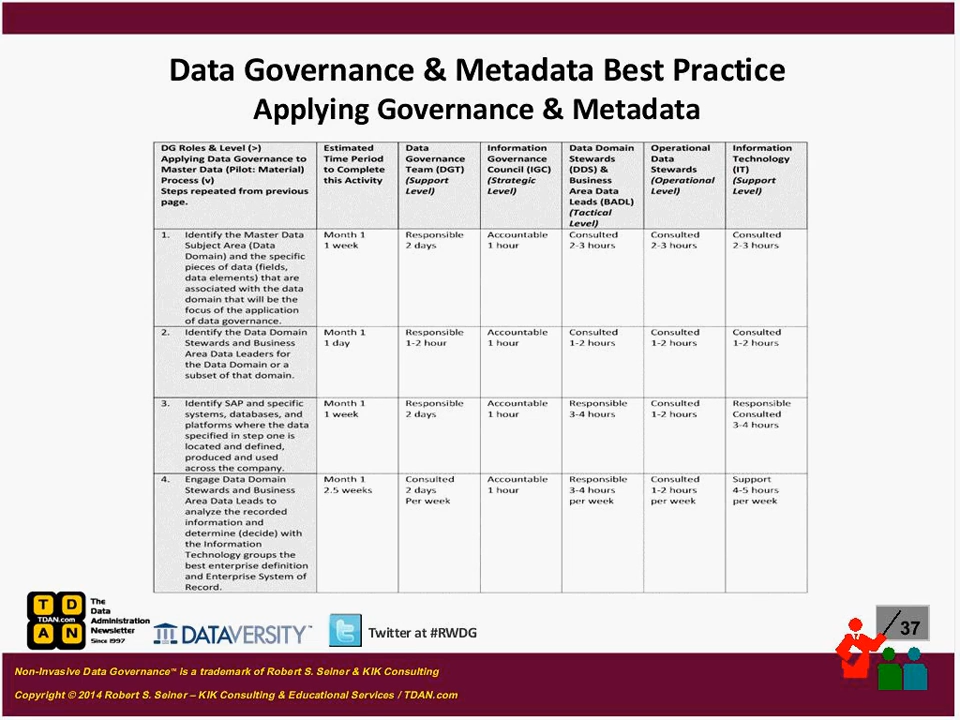 Data Governance & Metadata Best Practice
Applying Governance & Metadata
DG Roles & Level (>)
Applying Data Governance to
Master Data (Pilot: Material)
Process (v)
Steps repeated from previous
page.
Estimated
Time Period
to Complete
this Activity
Data
Governance
Team (DGT)
(Support
Level)
Information
Governance
Council (IGC)
(Strategic
Level)
Data Domain
Stewards
(DDS) &
Business
Area Data
Leads (BADL)
(Tactical
Level)
Operational
Data
Stewards
(Operational
Level)
Information
Technology
(IT)
(Support
Level)
1. Identify the Master Data
Subject Area (Data
Domain) and the specific
pieces of data (fields,
data elements) that are
associated with the data
domain that will be the
focus of the application
of data governance.
Month 1
1 week
Responsible
2 days
Accountable
1 hour
Consulted
2-3 hours
Consulted
2-3 hours
Consulted
2-3 hours
2. Identify the Data Domain
Stewards and Business
Area Data Leaders for
the Data Domain or a
subset of that domain.
Month 1
1 day
Responsible
1-2 hour
Accountable
1 hour
Consulted
1-2 hours
Consulted
1-2 hours
Consulted
1-2 hours
3. Identify SAP and specific
systems, databases, and
platforms where the data
specified in step one is
located and defined,
produced and used
across the company.
Month 1
1 week
Responsible
2 days
Accountable
1 hour
Responsible
3-4 hours
Consulted
1-2 hours
Responsible
Consulted
3-4 hours
4. Engage Data Domain
Stewards and Business
Area Data Leads to
analyze the recorded
information and
determine (decide) with
the Information
Technology groups the
best enterprise definition
and Enterprise System of
Record.
Month 1
2.5 weeks
Consulted
2 days
Per week
Accountable
1 hour
Responsible
3-4 hours
per week
Consulted
1-2 hours
per week
Support
4-5 hours
per week
T D
TDAN.com
A N
The
Data
Administration
Newsletter
Since 1997
DATAVERSITY™
Twitter at #RWDG
37
Non-Invasive Data Governance™ is a trademark of Robert S. Seiner & KIK Consulting
Copyright © 2014 Robert S. Seiner – KIK Consulting & Educational Services / TDAN.com